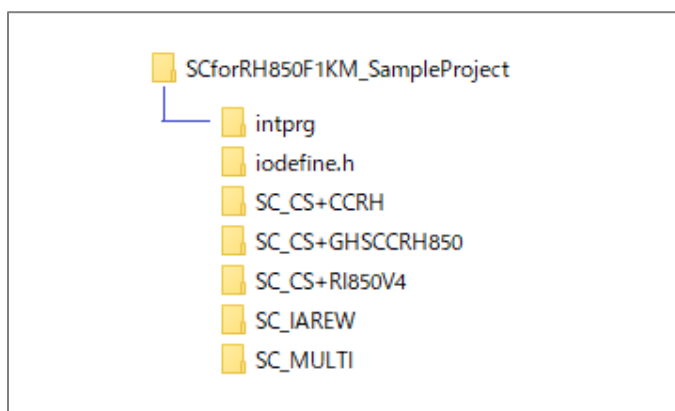 SCforRH850F1KM_SampleProject
intprg
iodefine.h
SC_CS+CCRH
SC_CS+GHSCCRH850
SC_CS+RI850V4
SC_IAREW
SC_MULTI